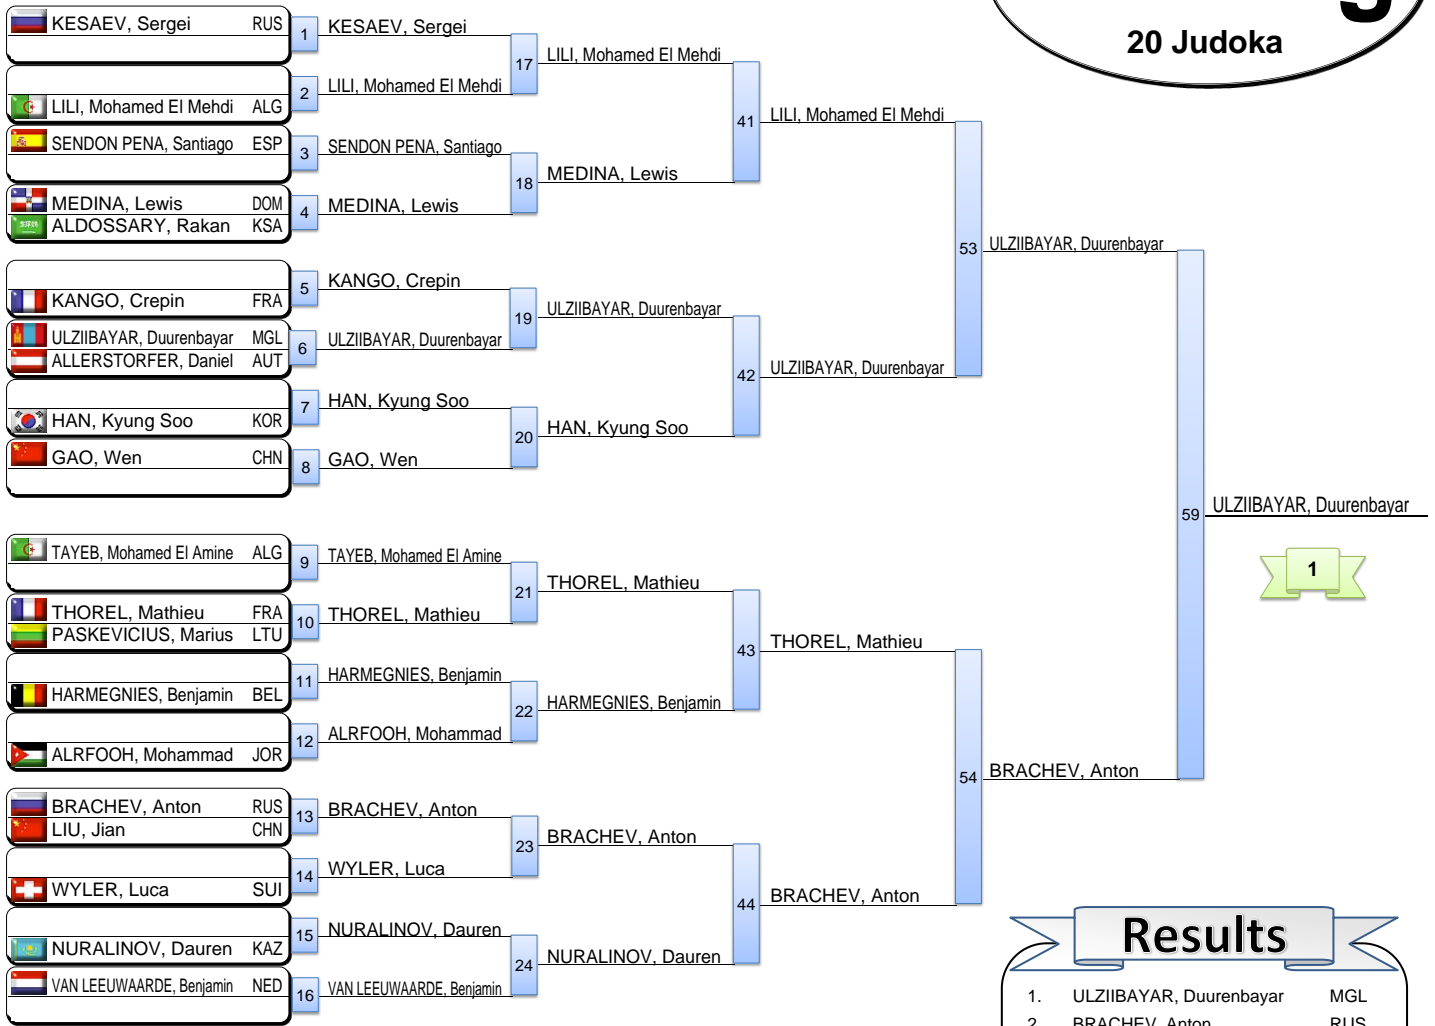 20 Judoka
KESAEV, Sergei RUS
1
KESAEV, Sergei
LILI, Mohamed El Mehdi ALG
2
LILI, Mohamed El Mehdi
17
LILI, Mohamed El Mehdi
SENDON PENA, Santiago ESP
3
SENDON PENA, Santiago
MEDINA, Lewis DOM
ALDOSSARY, Rakan KSA
4
MEDINA, Lewis
18
MEDINA, Lewis
41
LILI, Mohamed El Mehdi
KANGO, Crepin FRA
5
KANGO, Crepin
ULZIIBAYAR, Duurenbayar MGL
ALLERSTORFER, Daniel AUT
6
ULZIIBAYAR, Duurenbayar
19
ULZIIBAYAR, Duurenbayar
HAN, Kyung Soo KOR
7
HAN, Kyung Soo
GAO, Wen CHN
8
GAO, Wen
20
HAN, Kyung Soo
42
ULZIIBAYAR, Duurenbayar
53
ULZIIBAYAR, Duurenbayar
TAYEB, Mohamed El Amine ALG
9
TAYEB, Mohamed El Amine
THOREL, Mathieu FRA
PASKEVICIUS, Marius LTU
10
THOREL, Mathieu
21
THOREL, Mathieu
HARMEGNIES, Benjamin BEL
11
HARMEGNIES, Benjamin
ALRFOOH, Mohammad JOR
12
ALRFOOH, Mohammad
22
HARMEGNIES, Benjamin
43
THOREL, Mathieu
BRACHEV, Anton RUS
LIU, Jian CHN
13
BRACHEV, Anton
WYLER, Luca SUI
14
WYLER, Luca
23
BRACHEV, Anton
NURALINOV, Dauren KAZ
15
NURALINOV, Dauren
VAN LEEUWAARDE, Benjamin NED
16
VAN LEEUWAARDE, Benjamin
24
NURALINOV, Dauren
44
BRACHEV, Anton
54
BRACHEV, Anton
59
ULZIIBAYAR, Duurenbayar
1
Results
1. ULZIIBAYAR, Duurenbayar MGL
2. BRACHEV, Anton RUS